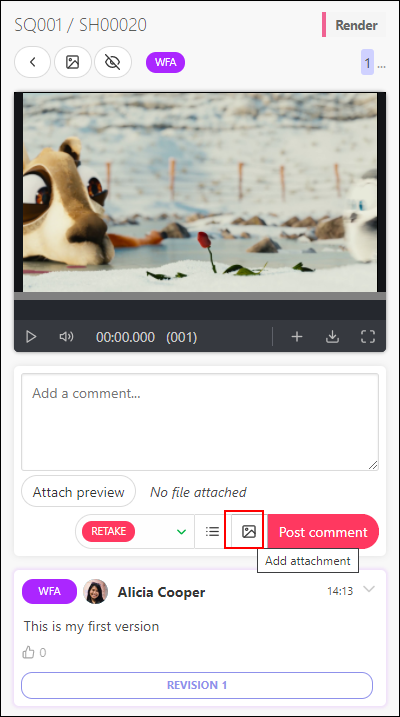 SQ001 / SH00020 Render
WFA 1 ...
00:00.000 (001)
Add a comment...
Attach preview No file attached
RETAKE Post comment
Add attachment
WFA Alicia Cooper 14:13
This is my first version
0
REVISION 1